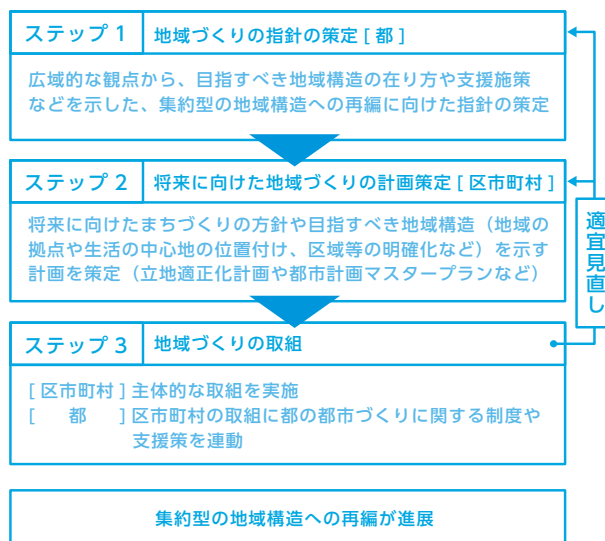 ステップ 1 地域づくりの指針の策定 [ 都 ]
広域的な観点から、目指すべき地域構造の在り方や支援施策
などを示した、集約型の地域構造への再編に向けた指針の策定
ステップ 2 将来に向けた地域づくりの計画策定 [ 区市町村 ]
将来に向けたまちづくりの方針や目指すべき地域構造（地域の
拠点や生活の中心地の位置付け、区域等の明確化など）を示す
計画を策定（立地適正化計画や都市計画マスタープランなど）
適宜見直し
ステップ 3 地域づくりの取組
[ 区市町村 ] 主体的な取組を実施
[ 都 ] 区市町村の取組に都の都市づくりに関する制度や
支援策を連動
集約型の地域構造への再編が進展